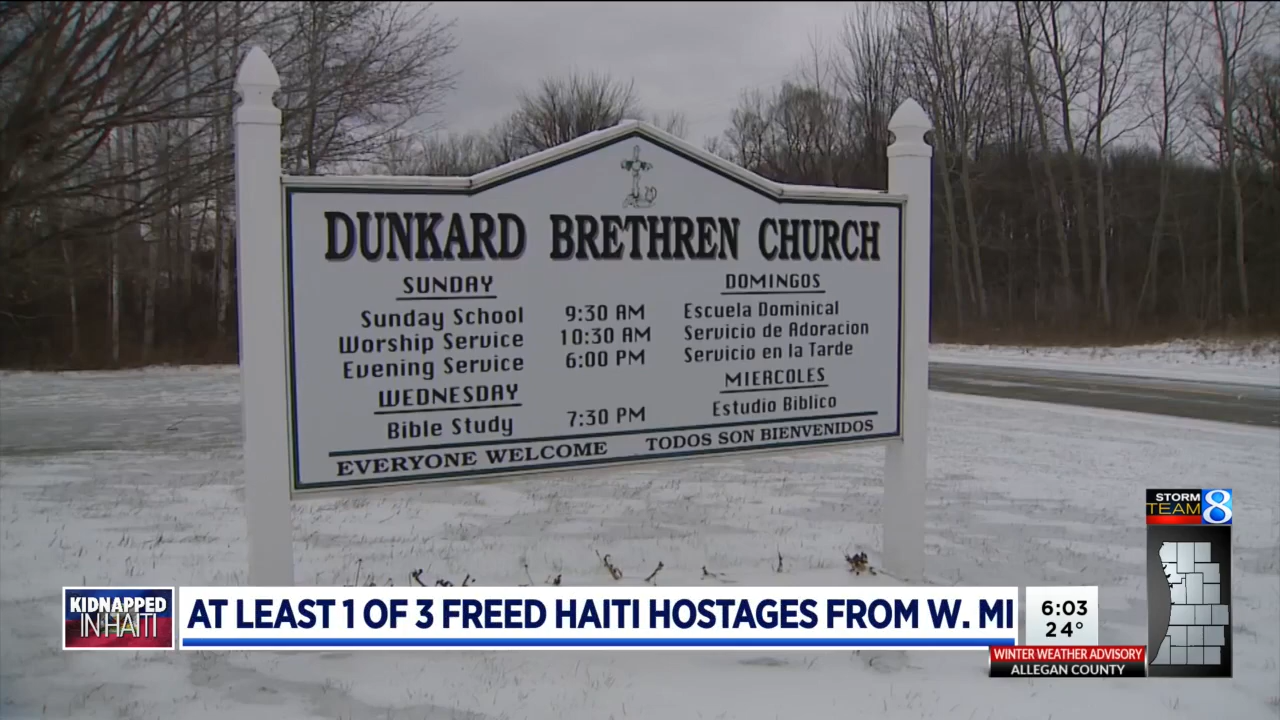 DUNKARD BRETHREN CHURCH
SUNDAY
Sunday School 9:30 AM
Worship Service 10:30 AM
Evening Service 6:00 PM
WEDNESDAY
Bible Study 7:30 PM
DOMINGOS
Escuela Dominical
Servicio de Adoracion
Servicio en la Tarde
MIERCOLES
Estudio Biblico
EVERYONE WELCOME TODOS SON BIENVENIDOS
STORM
TEAM 8
KIDNAPPED
IN HAITI
AT LEAST 1 OF 3 FREED HAITI HOSTAGES FROM W. MI
6:03
24°
WINTER WEATHER ADVISORY
ALLEGAN COUNTY